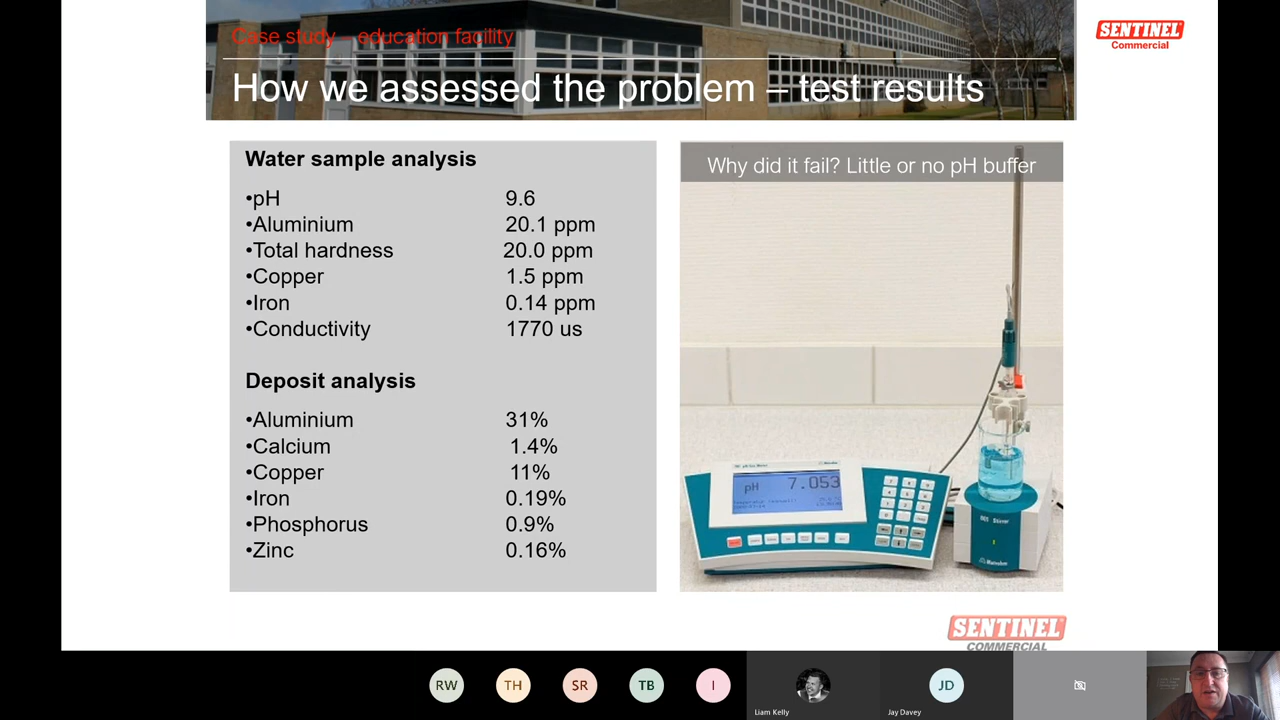 Case study – education facility
How we assessed the problem – test results
SENTINEL
Commercial
Water sample analysis
•pH 9.6
•Aluminium 20.1 ppm
•Total hardness 20.0 ppm
•Copper 1.5 ppm
•Iron 0.14 ppm
•Conductivity 1770 us
Deposit analysis
•Aluminium 31%
•Calcium 1.4%
•Copper 11%
•Iron 0.19%
•Phosphorus 0.9%
•Zinc 0.16%
Why did it fail? Little or no pH buffer
pH 7.053
SENTINEL
COMMERCIAL
RW
TH
SR
TB
I
Liam Kelly
JD
Jay Davey